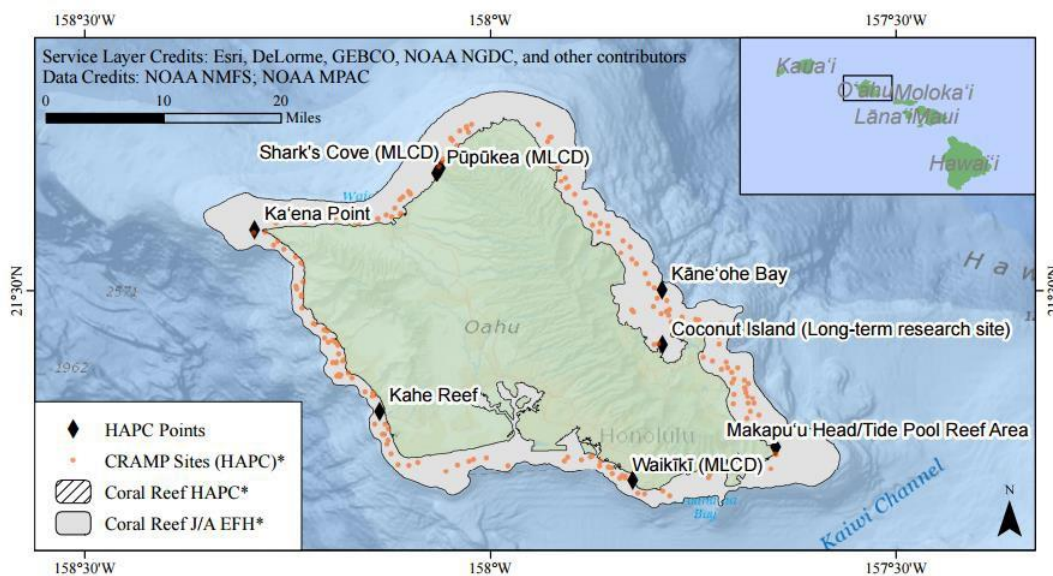 158°30'W 158°W 157°30'W
Service Layer Credits: Esri, DeLorme, GEBCO, NOAA NGDC, and other contributors
Data Credits: NOAA NMFS; NOAA MPAC
0 10 20
Miles
Kaua'i
O'ahu
Moloka'i
Lāna'i
Maui
Hawai'i
Shark's Cove (MLCD)
Pūpūkea (MLCD)
Ka'ena Point
Kāne'ohe Bay
21°30'N
21°30'N
2571
Oahu
Coconut Island (Long-term research site)
1962
Kahe Reef
Honolulu
Makapu'u Head/Tide Pool Reef Area
Waikīkī (MLCD)
Bay
Kaiwi Channel
N
HAPC Points
CRAMP Sites (HAPC)*
Coral Reef HAPC*
Coral Reef J/A EFH*
158°30'W 158°W 157°30'W